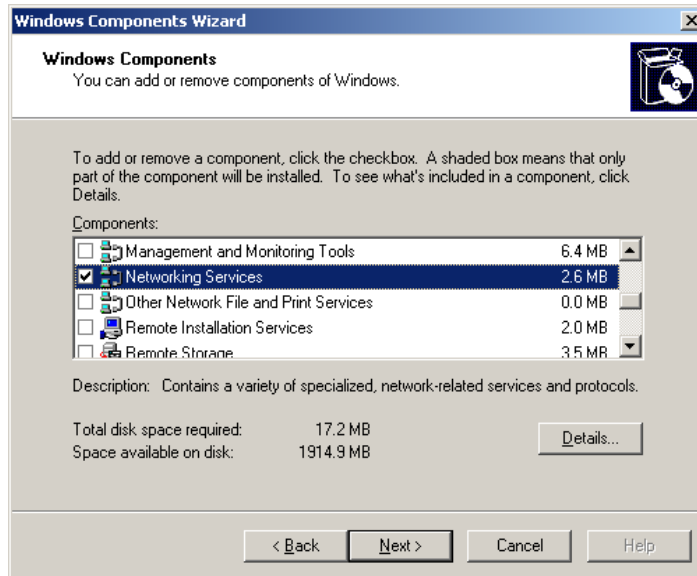 Windows Components Wizard
Windows Components
You can add or remove components of Windows.
To add or remove a component, click the checkbox. A shaded box means that only
part of the component will be installed. To see what's included in a component, click
Details.
Components:
Management and Monitoring Tools 6.4 MB
Networking Services 2.6 MB
Other Network File and Print Services 0.0 MB
Remote Installation Services 2.0 MB
Remote Storage 3.5 MB
Description: Contains a variety of specialized, network-related services and protocols.
Total disk space required: 17.2 MB
Space available on disk: 1914.9 MB
Details...
< Back Next > Cancel Help